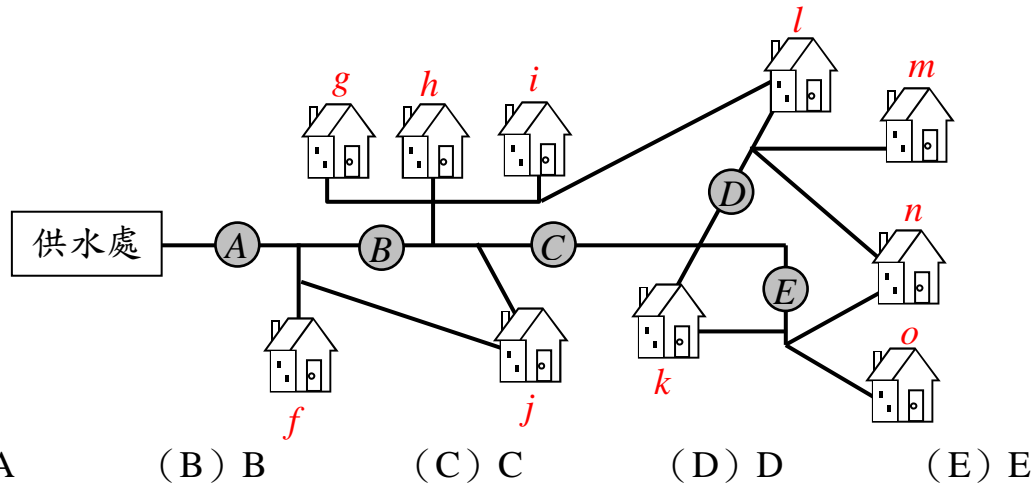 l
g h i m
D
供水處 A B C n
E
o
k
f j
A （B）B （C）C （D）D （E）E